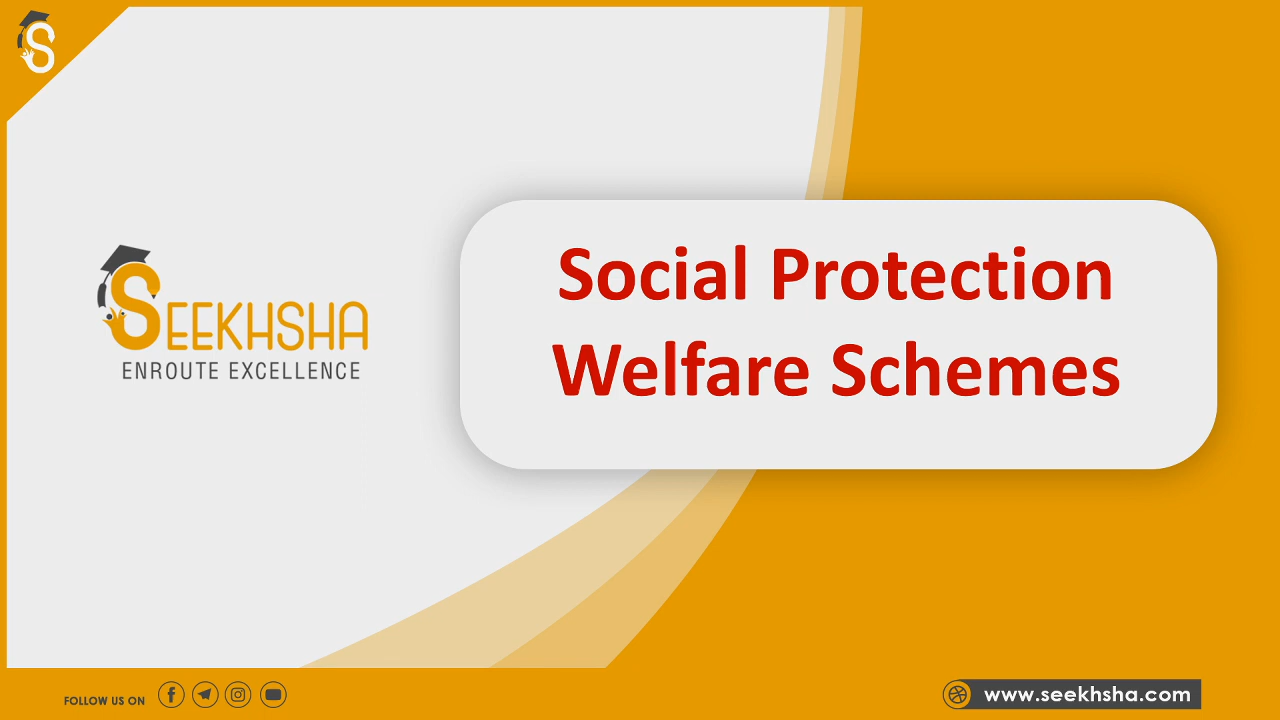 S
SEEKHSHA
ENROUTE EXCELLENCE
Social Protection
Welfare Schemes
FOLLOW US ON
www.seekhsha.com